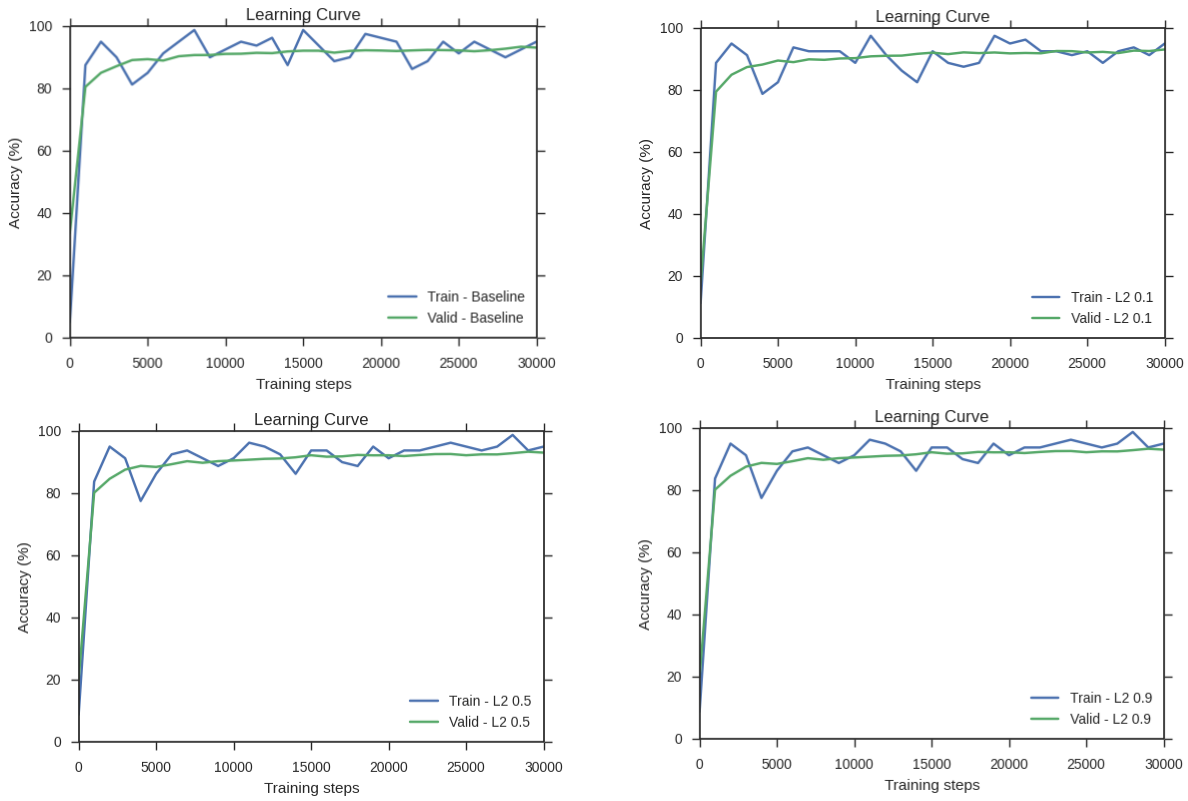 Learning Curve
100
80
60
40
20
0
Accuracy (%)
0 5000 10000 15000 20000 25000 30000
Training steps
Train - Baseline
Valid - Baseline
Learning Curve
100
80
60
40
20
0
Accuracy (%)
0 5000 10000 15000 20000 25000 30000
Training steps
Train - L2 0.1
Valid - L2 0.1
Learning Curve
100
80
60
40
20
0
Accuracy (%)
0 5000 10000 15000 20000 25000 30000
Training steps
Train - L2 0.5
Valid - L2 0.5
Learning Curve
100
80
60
40
20
0
Accuracy (%)
0 5000 10000 15000 20000 25000 30000
Training steps
Train - L2 0.9
Valid - L2 0.9